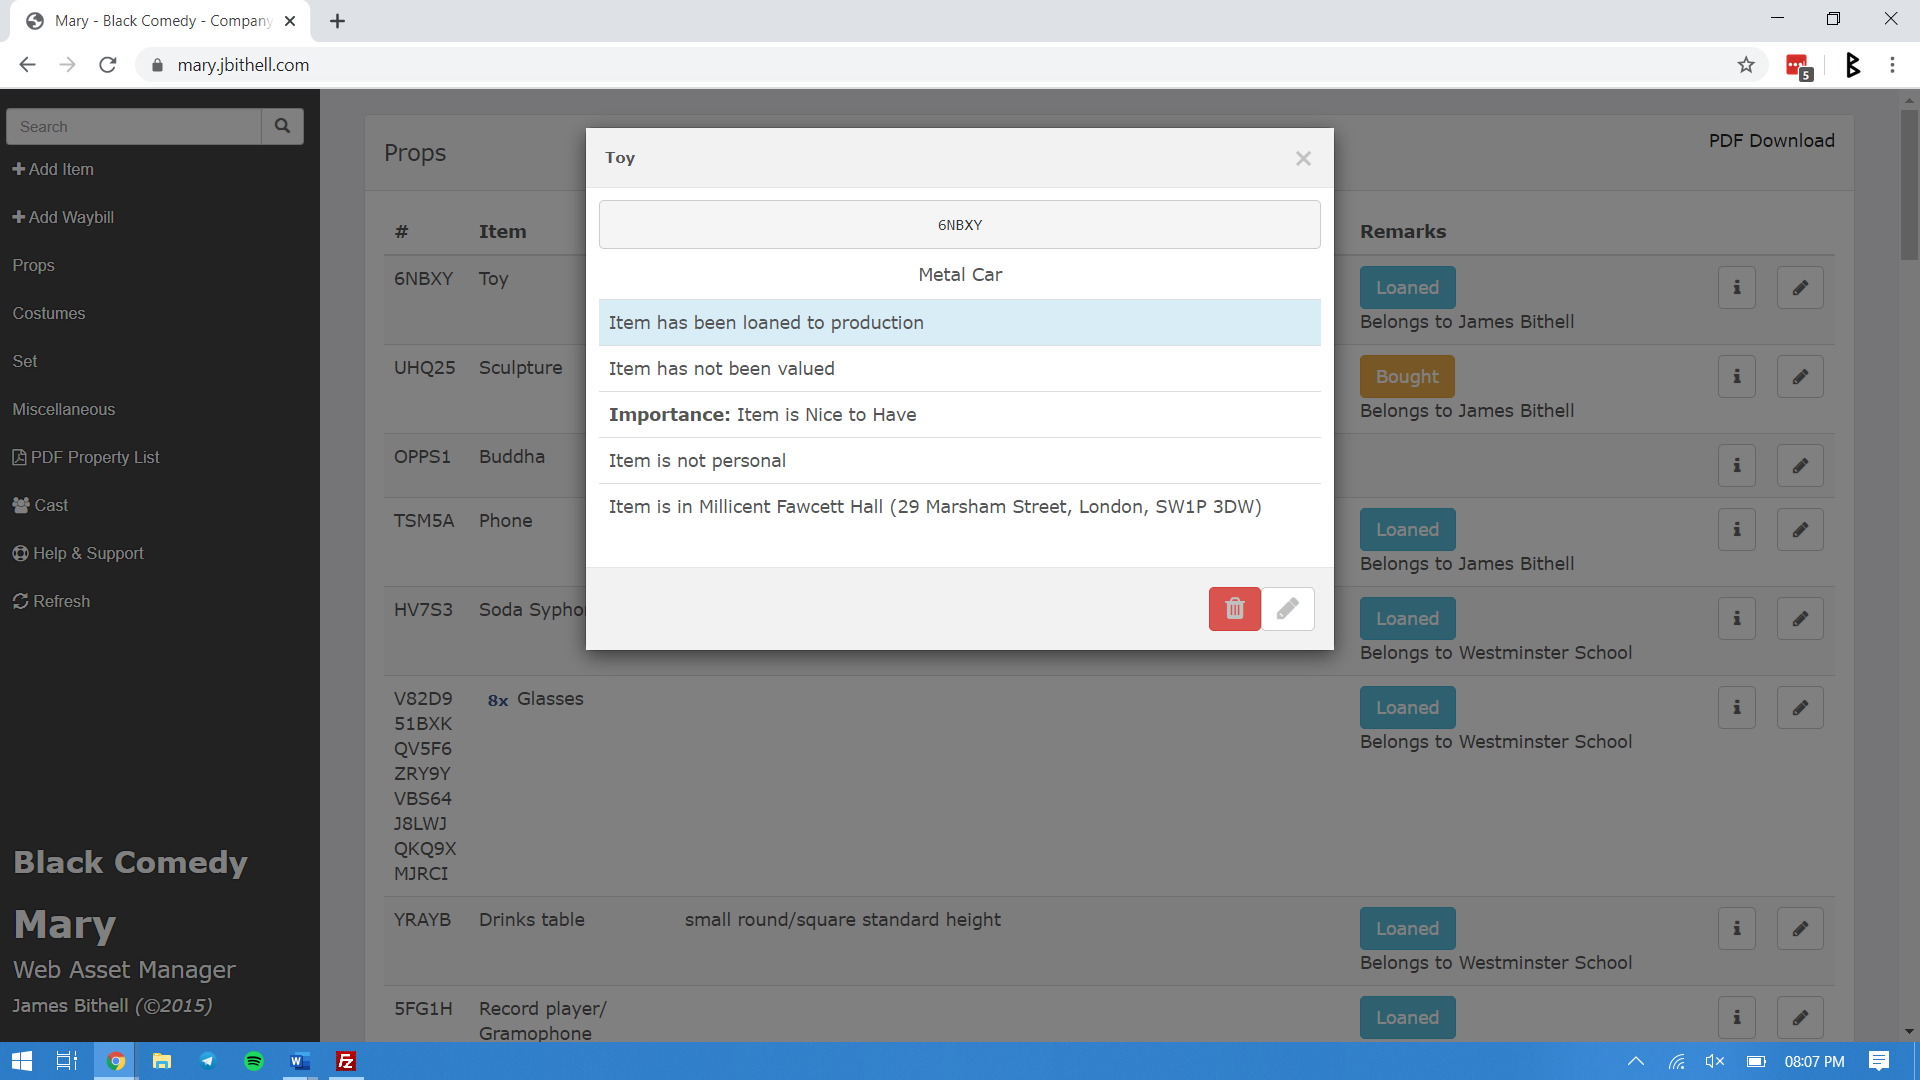 Mary - Black Comedy - Company
mary.jbithell.com
5
Search
Add Item
Add Waybill
Props
Costumes
Set
Miscellaneous
PDF Property List
Cast
Help & Support
Refresh
Black Comedy
Mary
Web Asset Manager
James Bithell (©2015)
Props
PDF Download
# Item Remarks
6NBXY Toy Loaned
Belongs to James Bithell
UHQ25 Sculpture Bought
Belongs to James Bithell
OPPS1 Buddha
TSM5A Phone Loaned
Belongs to James Bithell
HV7S3 Soda Sypho Loaned
Belongs to Westminster School
V82D9 8x Glasses Loaned
51BXK Belongs to Westminster School
QV5F6
ZRY9Y
VBS64
J8LWJ
QKQ9X
MJRCI
YRAYB Drinks table small round/square standard height Loaned
Belongs to Westminster School
5FG1H Record player/ Loaned
Gramophone
Toy
6NBXY
Metal Car
Item has been loaned to production
Item has not been valued
Importance: Item is Nice to Have
Item is not personal
Item is in Millicent Fawcett Hall (29 Marsham Street, London, SW1P 3DW)
08:07 PM